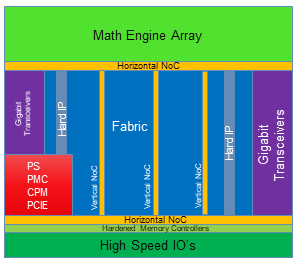 Math Engine Array
Horizontal NoC
Gigabit
Transceivers
Hard IP
Fabric
Hard IP
Gigabit
Transceivers
PS
PMC
CPM
PCIE
Vertical NoC
Vertical NoC
Vertical NoC
Horizontal NoC
Hardened Memory Controllers
High Speed IO's